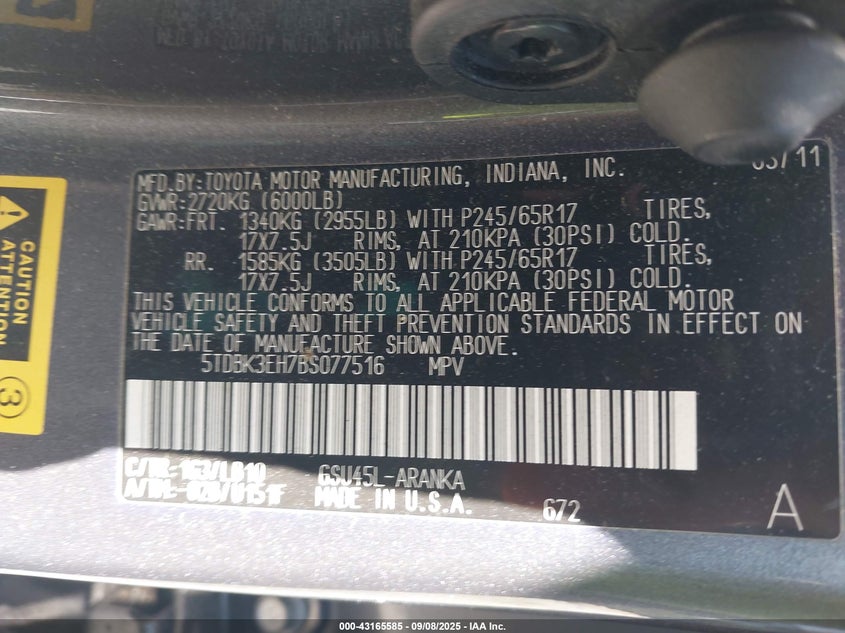 03/11
MFD.BY:TOYOTA MOTOR MANUFACTURING, INDIANA, INC.
GVWR:2720KG (6000LB)
GAWR:FRT. 1340KG (2955LB) WITH P245/65R17 TIRES,
17X7.5J RIMS, AT 210KPA (30PSI) COLD.
RR. 1585KG (3505LB) WITH P245/65R17 TIRES,
17X7.5J RIMS, AT 210KPA (30PSI) COLD.
THIS VEHICLE CONFORMS TO ALL APPLICABLE FEDERAL MOTOR
VEHICLE SAFETY AND THEFT PREVENTION STANDARDS IN EFFECT ON
THE DATE OF MANUFACTURE SHOWN ABOVE.
5TDBK3EH7BS077516 MPV
C/TR: GSU45L-ARANKA
A/TM: MADE IN U.S.A.
672
A
CAUTION
ATTENTION
3
000-43165585 - 09/08/2025 - IAA Inc.